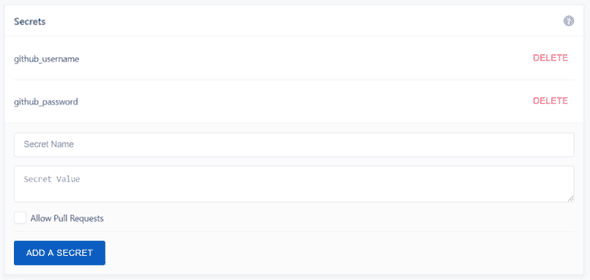 Secrets ?
github_username DELETE
github_password DELETE
Secret Name
Secret Value
Allow Pull Requests
ADD A SECRET